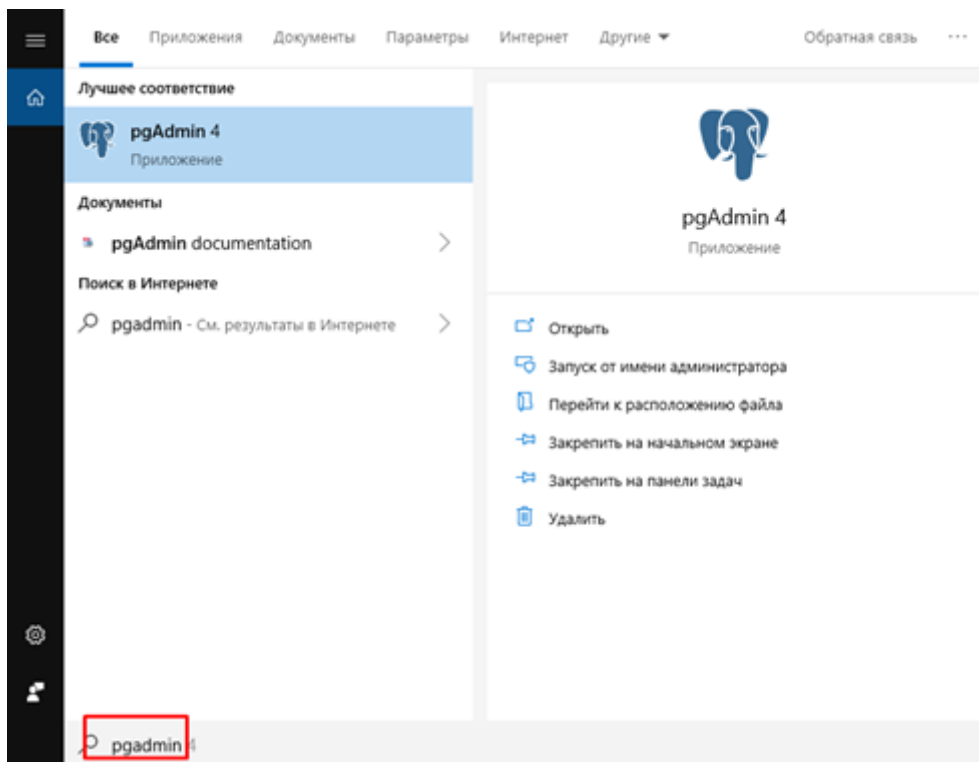 Все Приложения Документы Параметры Интернет Другие Обратная связь ...
Лучшее соответствие
pgAdmin 4
Приложение
Документы
pgAdmin documentation
Поиск в Интернете
pgadmin - См. результаты в Интернете
pgAdmin 4
Приложение
Открыть
Запуск от имени администратора
Перейти к расположению файла
Закрепить на начальном экране
Закрепить на панели задач
Удалить
pgadmin 4